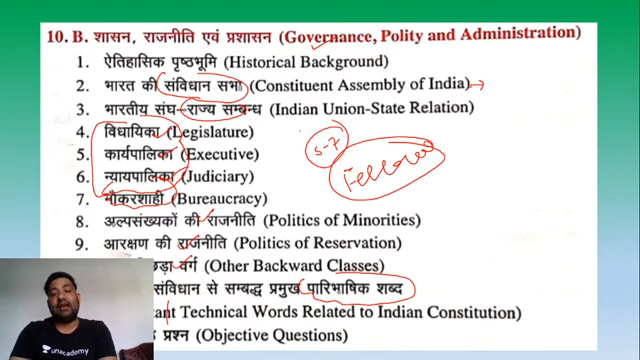 10. B. शासन, राजनीति एवं प्रशासन (Governance, Polity and Administration)
1. ऐतिहासिक पृष्ठभूमि (Historical Background)
2. भारत की संविधान सभा (Constituent Assembly of India)
3. भारतीय संघ-राज्य सम्बन्ध (Indian Union-State Relation)
4. विधायिका (Legislature)
5. कार्यपालिका (Executive)
5-7
6. न्यायपालिका (Judiciary)
7. नौकरशाही (Bureaucracy)
8. अल्पसंख्यकों की राजनीति (Politics of Minorities)
9. आरक्षण की राजनीति (Politics of Reservation)
वर्ग (Other Backward Classes)
संविधान से सम्बद्ध प्रमुख पारिभाषिक शब्द
Technical Words Related to Indian Constitution)
प्रश्न (Objective Questions)
unacademy